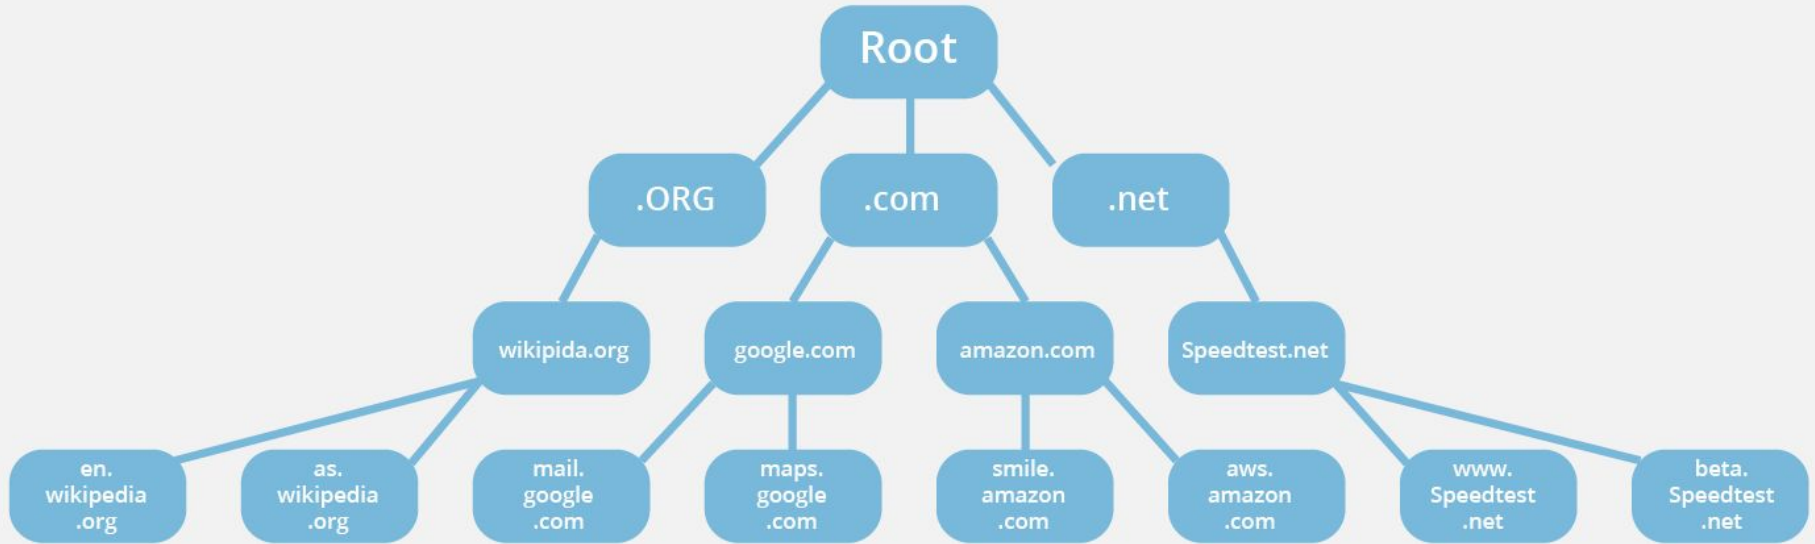 Root
.ORG
.com
.net
wikipida.org
google.com
amazon.com
Speedtest.net
en.
wikipedia
.org
as.
wikipedia
.org
mail.
google
.com
maps.
google
.com
smile.
amazon
.com
aws.
amazon
.com
www.
Speedtest
.net
beta.
Speedtest
.net